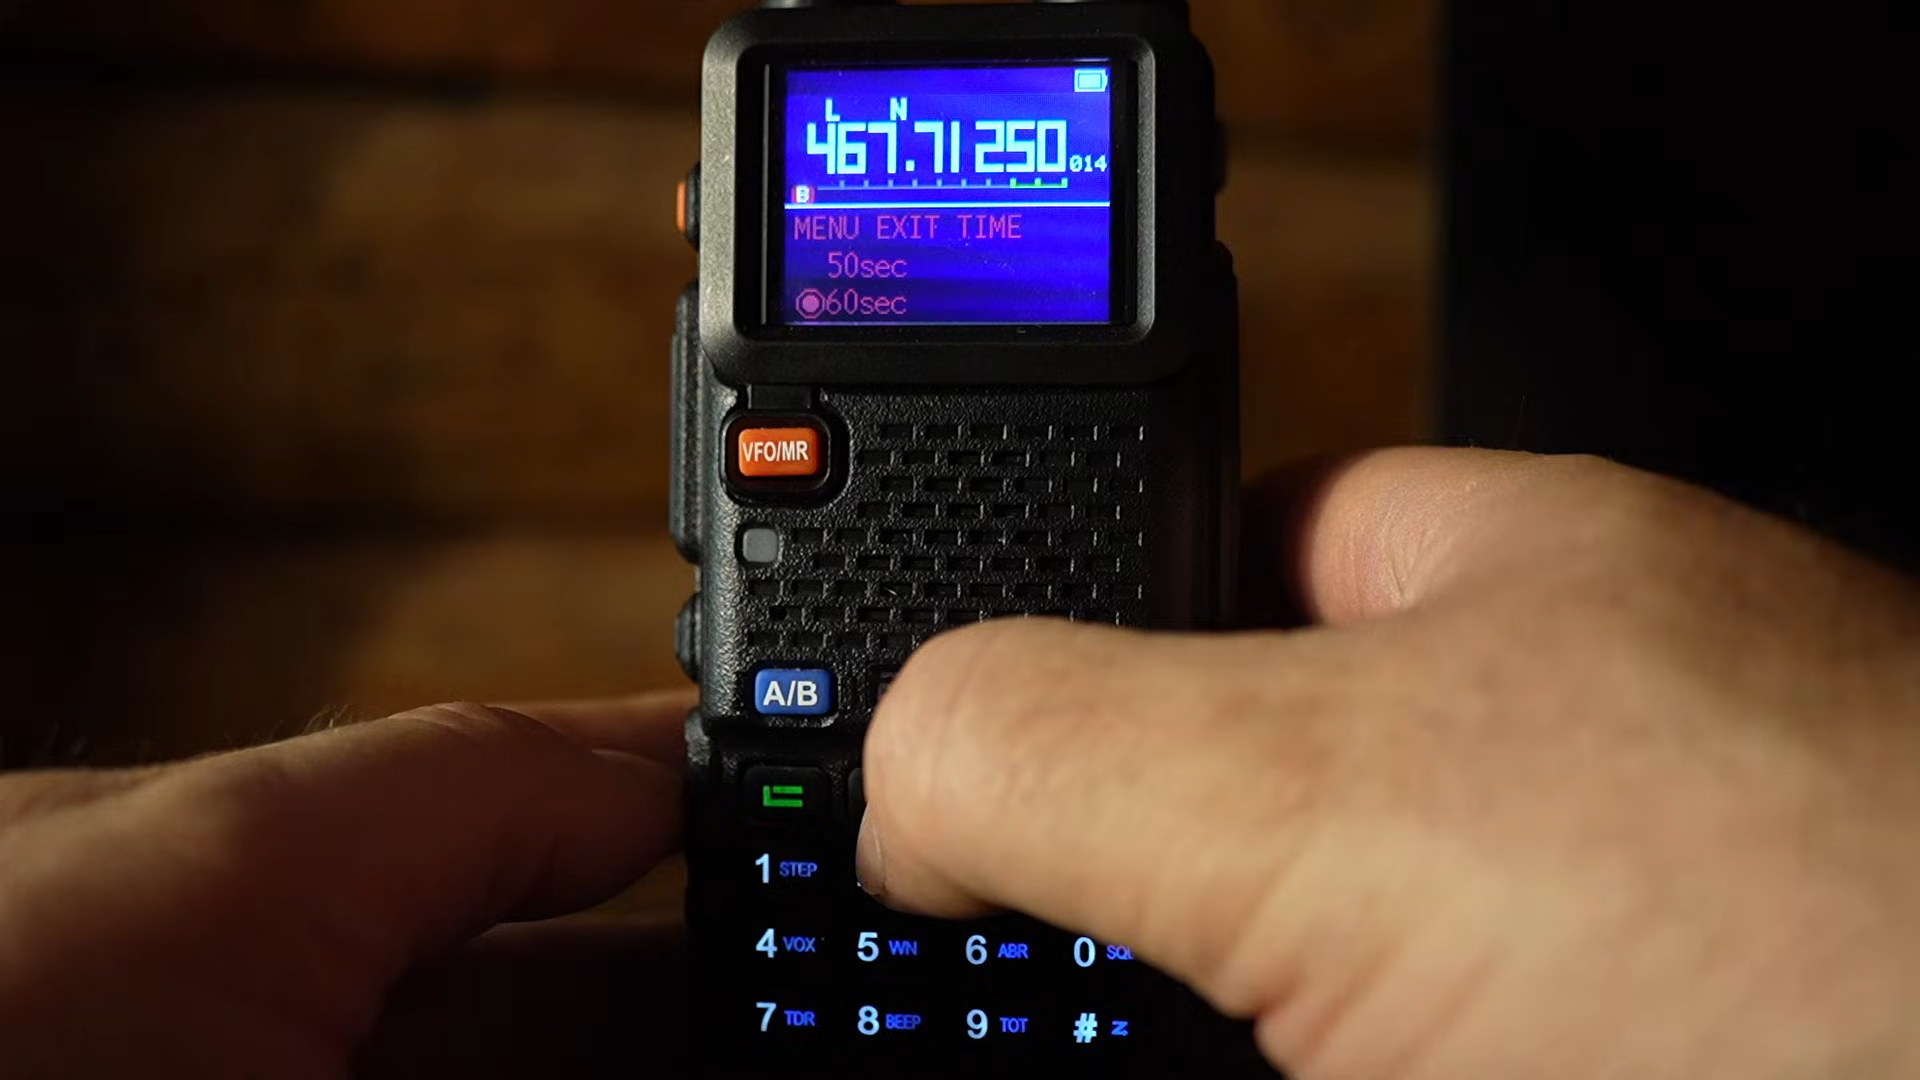 L N
467.71250 014
B
MENU EXIT TIME
50sec
60sec
VFO/MR
A/B
1 STEP
4 VOX 5 WN 6 ABR 0
7 TDR 8 BEEP 9 TOT #